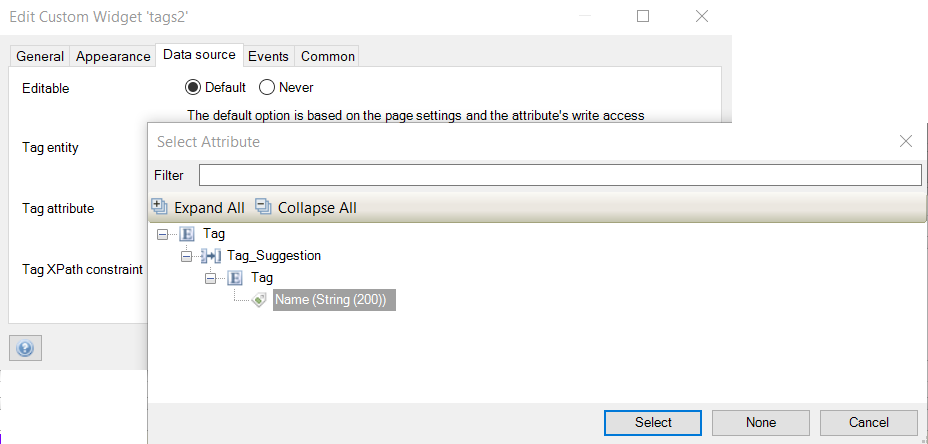 Edit Custom Widget 'tags2'
General Appearance Data source Events Common
Editable Default Never
The default option is based on the page settings and the attribute's write access
Tag entity
Select Attribute
Filter
Tag attribute
Expand All Collapse All
Tag
Tag_Suggestion
Tag XPath constraint
Tag
Name (String (200))
Select None Cancel